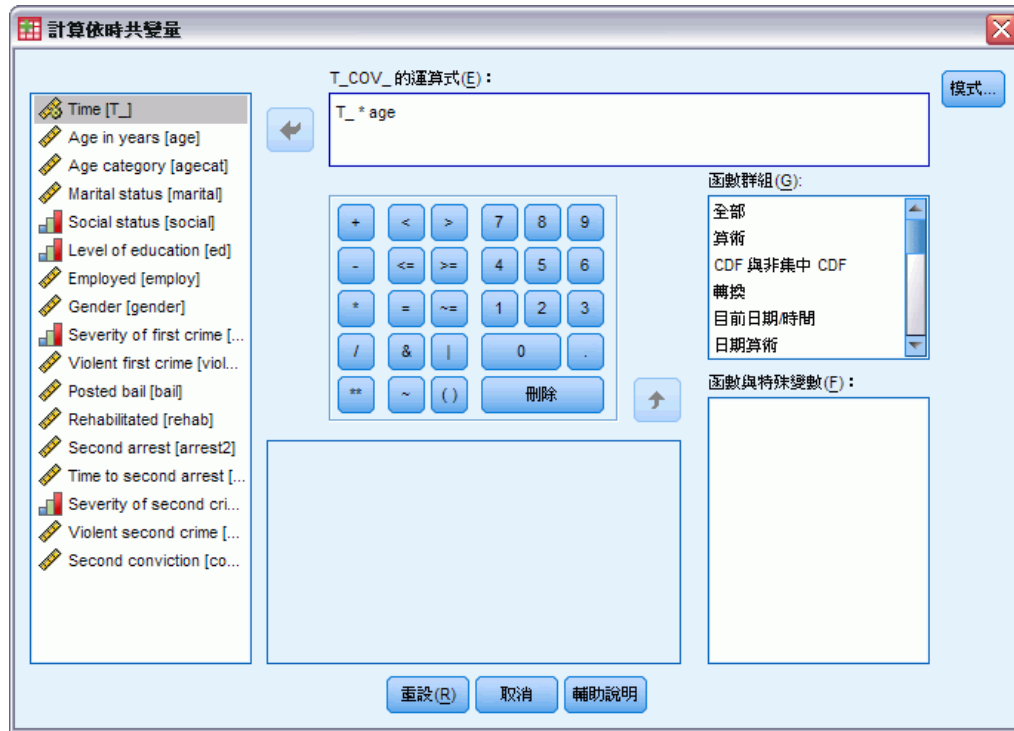 計算依時共變量
T_COV_ 的運算式(E)：
模式...
Time [T_]
T_ * age
Age in years [age]
Age category [agecat]
Marital status [marital]
Social status [social]
Level of education [ed]
Employed [employ]
Gender [gender]
Severity of first crime [...
Violent first crime [viol...
Posted bail [bail]
Rehabilitated [rehab]
Second arrest [arrest2]
Time to second arrest [...
Severity of second cri...
Violent second crime [...
Second conviction [co...
+ < > 7 8 9
- <= >= 4 5 6
* = ~= 1 2 3
/ & | 0 .
** ~ ( ) 刪除
函數群組(G):
全部
算術
CDF 與非集中 CDF
轉換
目前日期/時間
日期算術
函數與特殊變數(F)：
重設(R) 取消 輔助說明